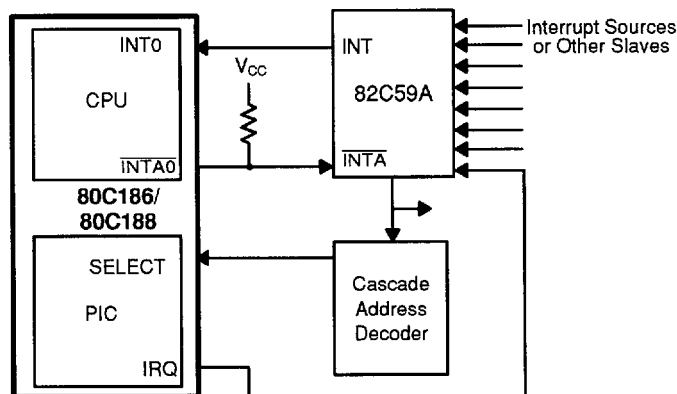 INT0
CPU
INTA0
80C186/
80C188
SELECT
PIC
IRQ
VCC
INT
82C59A
INTA
Interrupt Sources
or Other Slaves
Cascade
Address
Decoder